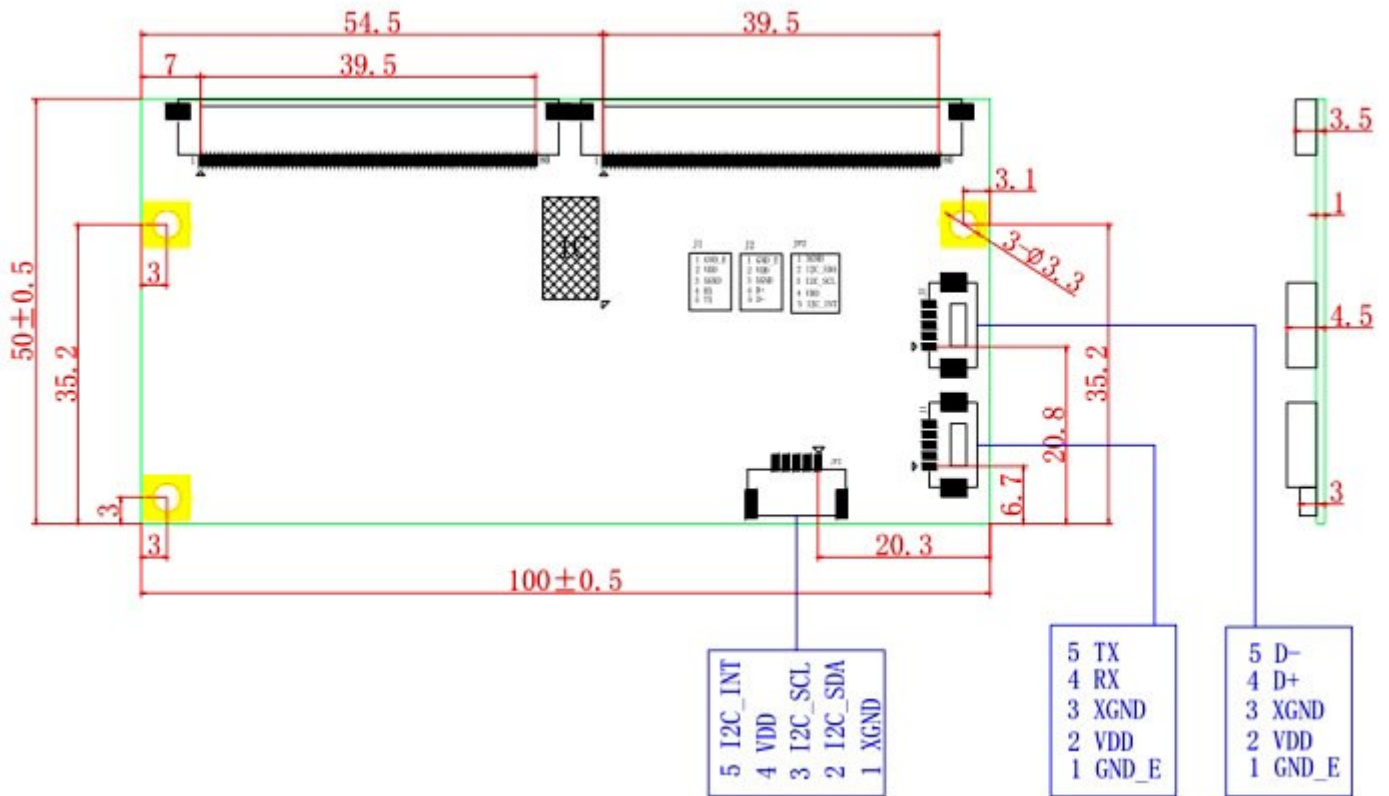 54.5
39.5
7
39.5
3.5
1
1
3.1
1
IC
J1
J2
JP2
3-ø3.3
1 GND_E
2 VDD
3 XGND
4 RX
5 TX
1 GND_E
2 VDD
3 XGND
4 D+
5 D-
1 XGND
2 I2C_SDA
3 I2C_SCL
4 VDD
5 I2C_INT
3
50±0.5
35.2
4.5
35.2
20.8
J1
JP2
6.7
3
3
3
20.3
100±0.5
5 I2C_INT
4 VDD
3 I2C_SCL
2 I2C_SDA
1 XGND
5 TX
4 RX
3 XGND
2 VDD
1 GND_E
5 D-
4 D+
3 XGND
2 VDD
1 GND_E